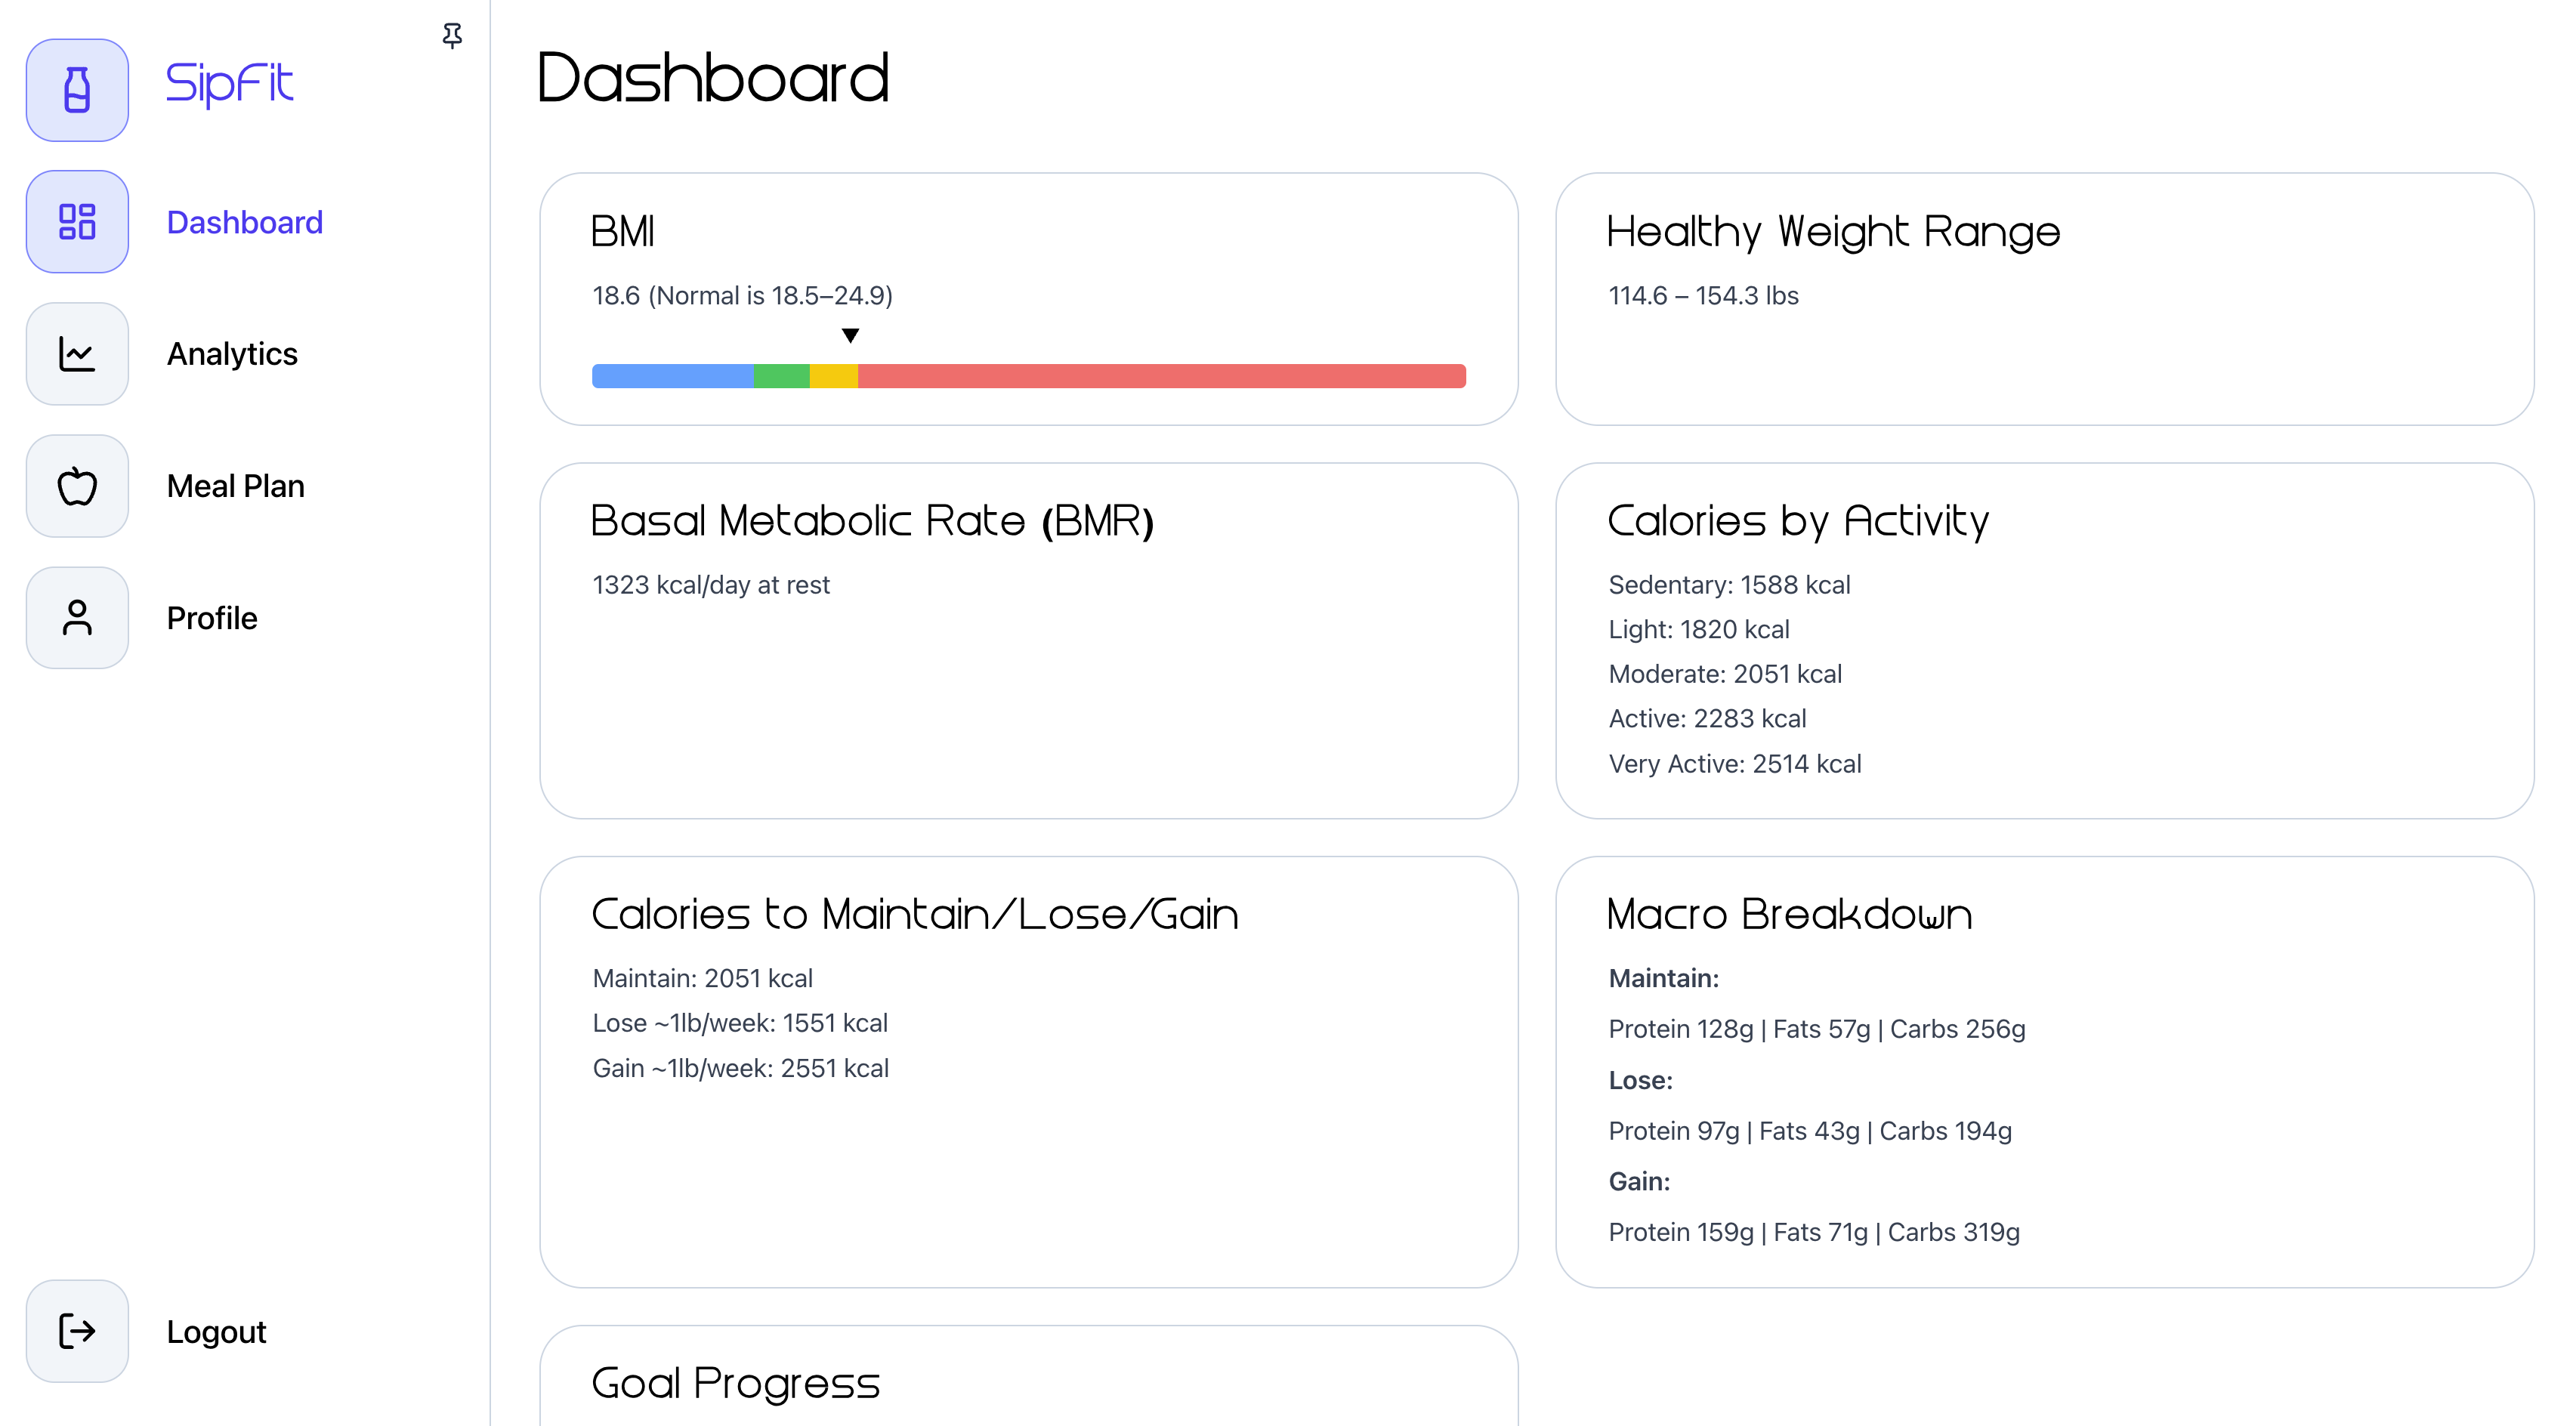 SipFit
Dashboard
Analytics
Meal Plan
Profile
Logout
Dashboard
BMI
18.6 (Normal is 18.5–24.9)
Healthy Weight Range
114.6 – 154.3 lbs
Basal Metabolic Rate (BMR)
1323 kcal/day at rest
Calories by Activity
Sedentary: 1588 kcal
Light: 1820 kcal
Moderate: 2051 kcal
Active: 2283 kcal
Very Active: 2514 kcal
Calories to Maintain/Lose/Gain
Maintain: 2051 kcal
Lose ~1lb/week: 1551 kcal
Gain ~1lb/week: 2551 kcal
Macro Breakdown
Maintain:
Protein 128g | Fats 57g | Carbs 256g
Lose:
Protein 97g | Fats 43g | Carbs 194g
Gain:
Protein 159g | Fats 71g | Carbs 319g
Goal Progress